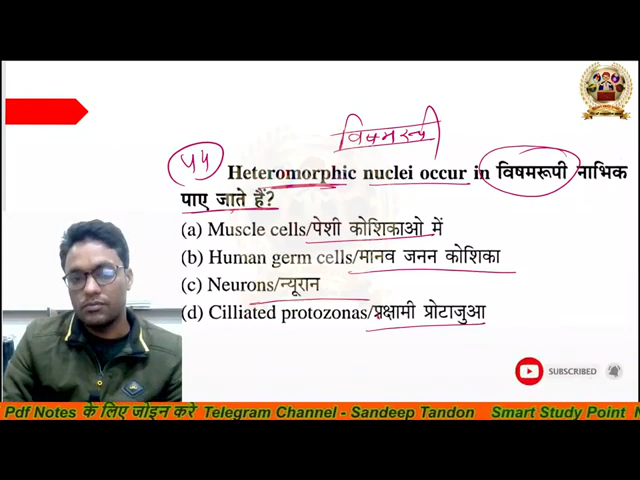 विषमरूपी
44
Heteromorphic nuclei occur in विषमरूपी नाभिक
पाए जाते हैं?
(a) Muscle cells/पेशी कोशिकाओ में
(b) Human germ cells/मानव जनन कोशिका
(c) Neurons/न्यूरान
(d) Cilliated protozonas/प्रक्षामी प्रोटाजुआ
SUBSCRIBED
Pdf Notes के लिए जोइन करें Telegram Channel - Sandeep Tandon Smart Study Point N